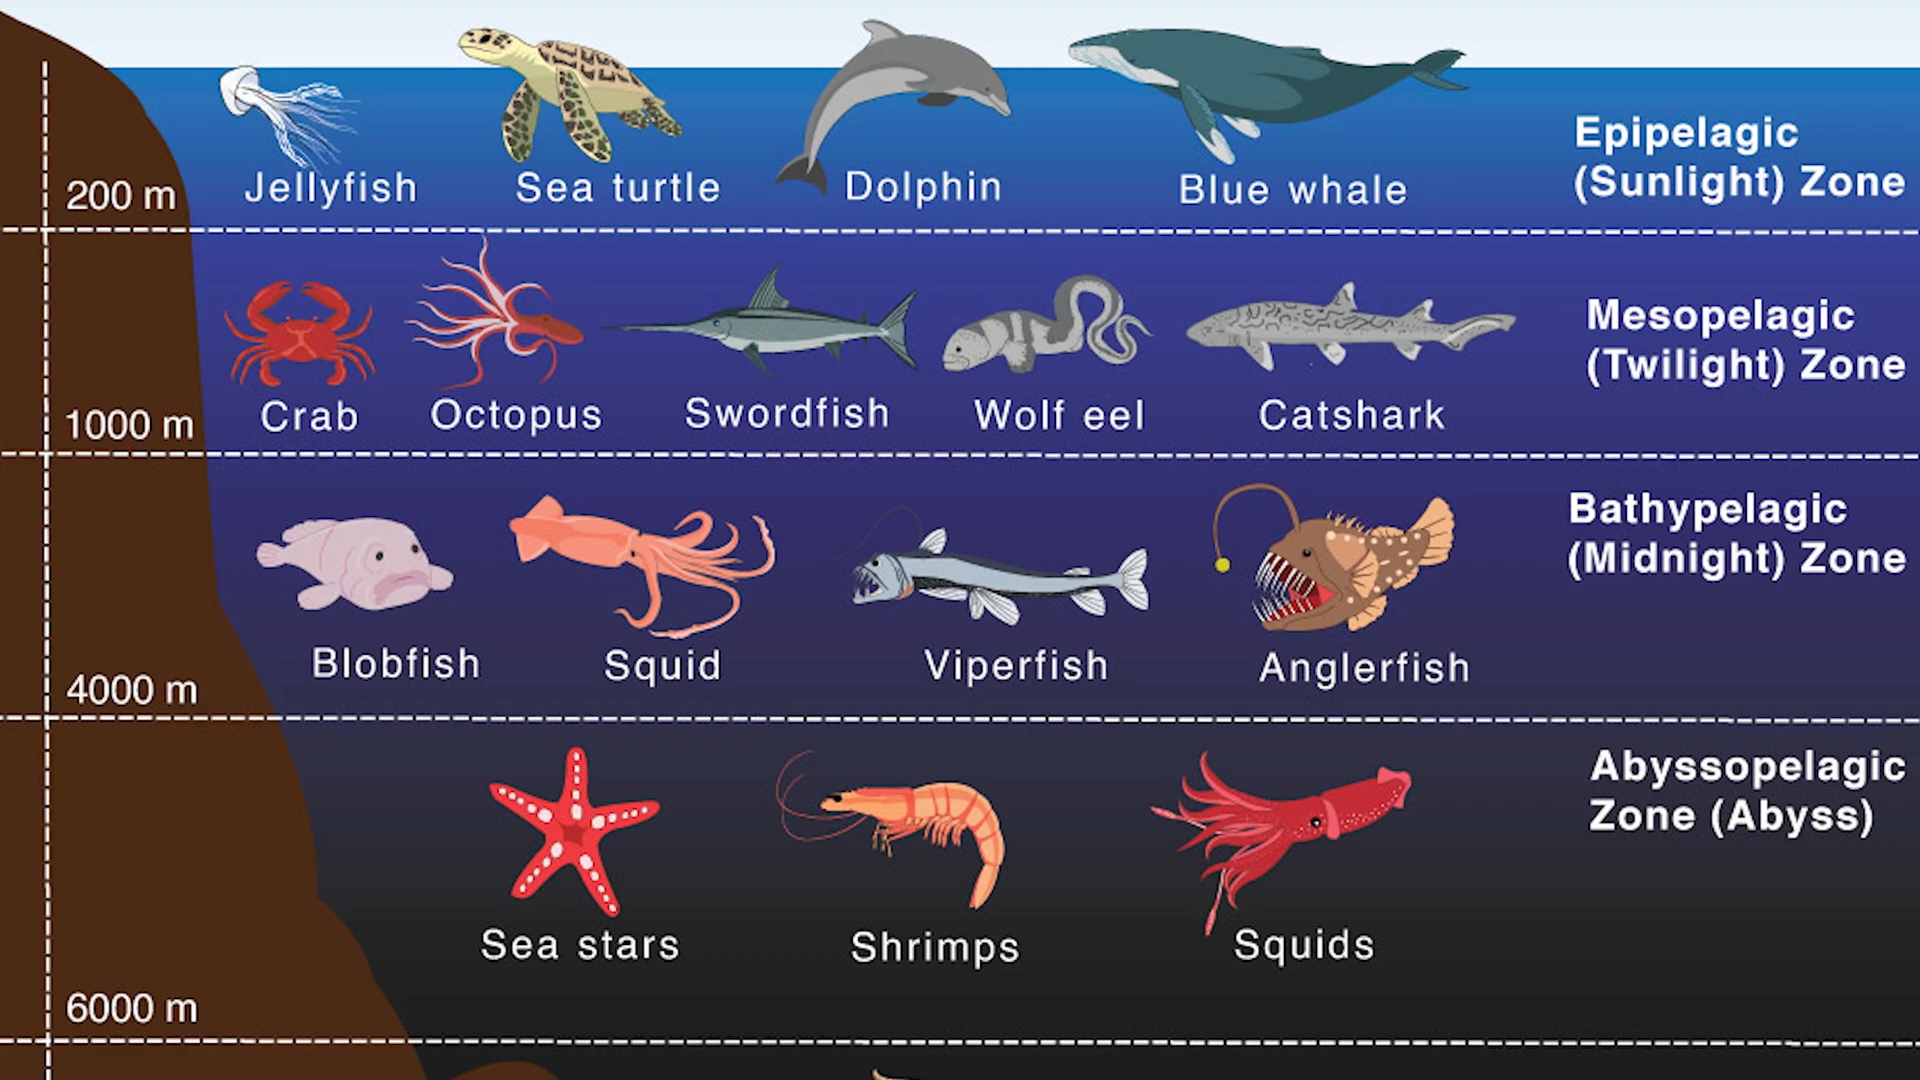 Jellyfish
Sea turtle
Dolphin
Blue whale
Epipelagic
(Sunlight) Zone
200 m
Crab
Octopus
Swordfish
Wolf eel
Catshark
Mesopelagic
(Twilight) Zone
1000 m
Blobfish
Squid
Viperfish
Anglerfish
Bathypelagic
(Midnight) Zone
4000 m
Sea stars
Shrimps
Squids
Abyssopelagic
Zone (Abyss)
6000 m